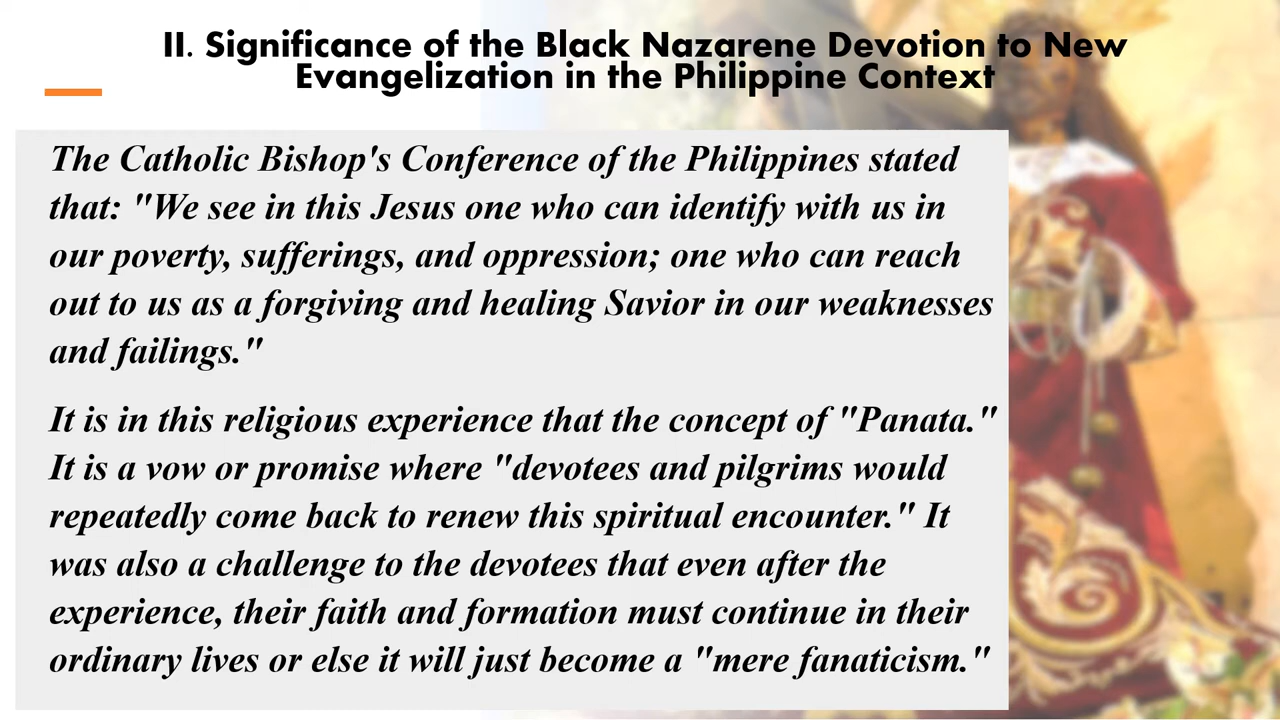 II. Significance of the Black Nazarene Devotion to New
Evangelization in the Philippine Context
The Catholic Bishop's Conference of the Philippines stated
that: "We see in this Jesus one who can identify with us in
our poverty, sufferings, and oppression; one who can reach
out to us as a forgiving and healing Savior in our weaknesses
and failings."
It is in this religious experience that the concept of "Panata."
It is a vow or promise where "devotees and pilgrims would
repeatedly come back to renew this spiritual encounter." It
was also a challenge to the devotees that even after the
experience, their faith and formation must continue in their
ordinary lives or else it will just become a "mere fanaticism."